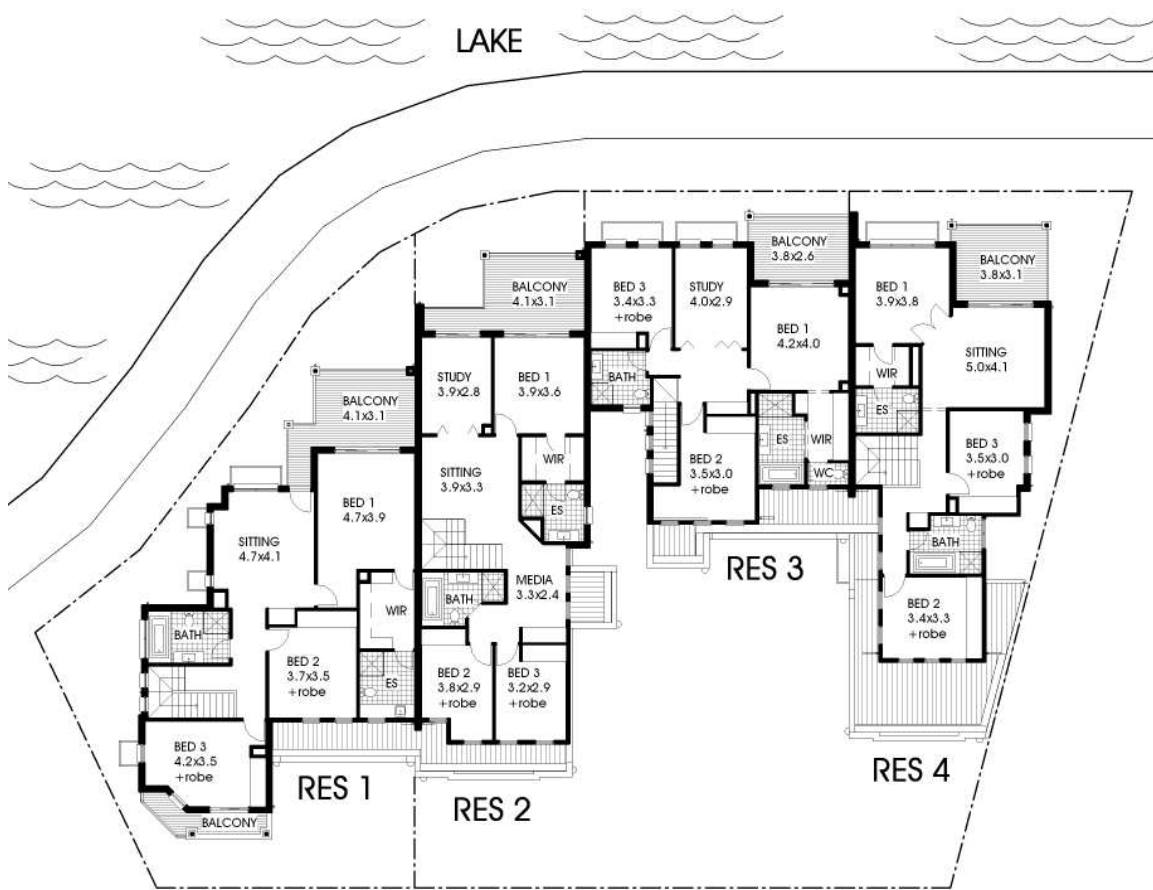 LAKE
BALCONY
4.1x3.1
BED 1
4.7x3.9
SITTING
4.7x4.1
WIR
BATH
BED 2
3.7x3.5
+robe
ES
BED 3
4.2x3.5
+robe
BALCONY
RES 1
BALCONY
4.1x3.1
STUDY
3.9x2.8
BED 1
3.9x3.6
WIR
SITTING
3.9x3.3
ES
MEDIA
3.3x2.4
BATH
BED 2
3.8x2.9
+robe
BED 3
3.2x2.9
+robe
RES 2
BALCONY
3.8x2.6
BED 3
3.4x3.3
+robe
STUDY
4.0x2.9
BED 1
4.2x4.0
BATH
ES
WIR
BED 2
3.5x3.0
+robe
WC
RES 3
BALCONY
3.8x3.1
BED 1
3.9x3.8
SITTING
5.0x4.1
WIR
ES
BED 3
3.5x3.0
+robe
BATH
BED 2
3.4x3.3
+robe
RES 4